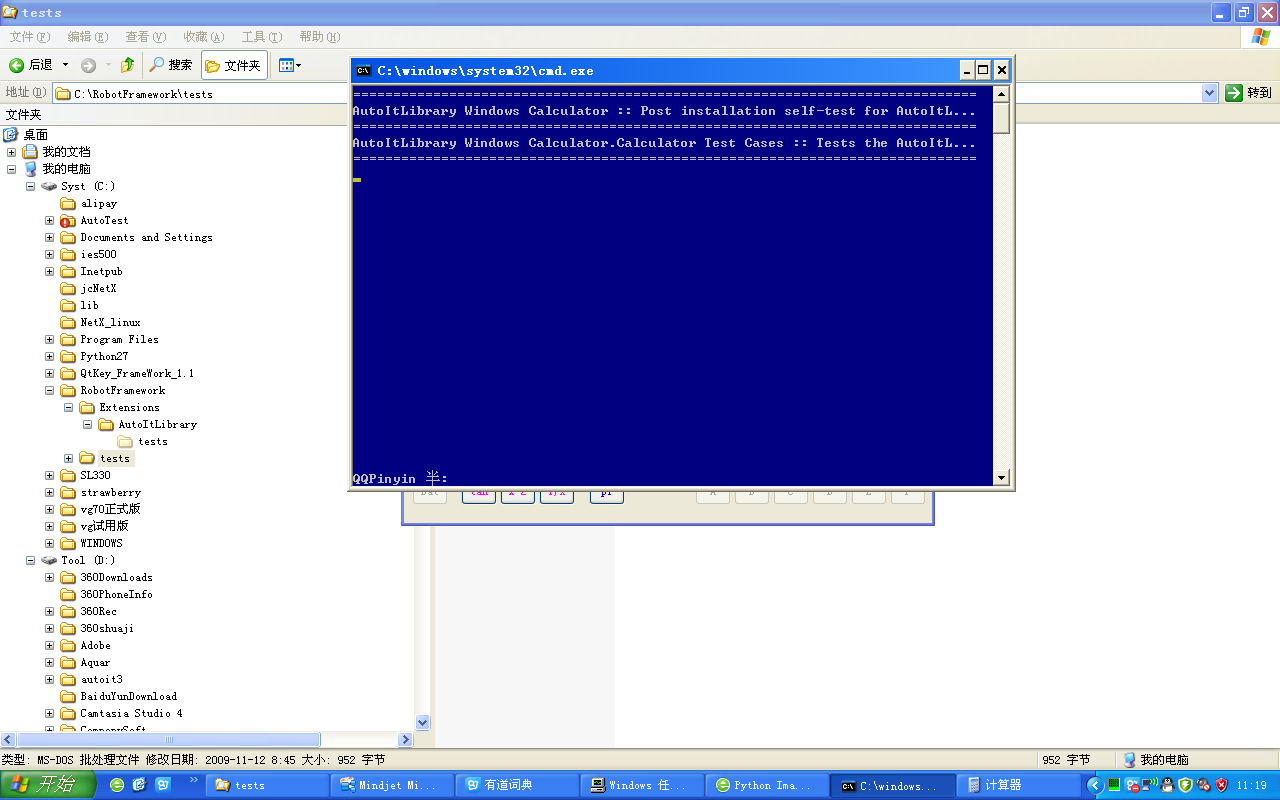 tests
文件(F) 编辑(E) 查看(V) 收藏(A) 工具(T) 帮助(H)
后退 搜索 文件夹
地址(D) C:\RobotFramework\tests 转到
文件夹
桌面
我的文档
我的电脑
Syst (C:)
alipay
AutoTest
Documents and Settings
ies500
Inetpub
jcNetX
lib
NetX_linux
Program Files
Python27
QtKey_FrameWork_1.1
RobotFramework
Extensions
AutoItLibrary
tests
tests
SL330
strawberry
vg70正式版
vg试用版
WINDOWS
Tool (D:)
360Downloads
360PhoneInfo
360Rec
360shuaji
Adobe
Aquar
autoit3
BaiduYunDownload
Camtasia Studio 4
C:\windows\system32\cmd.exe
==============================================================================
AutoItLibrary Windows Calculator :: Post installation self-test for AutoItL...
==============================================================================
AutoItLibrary Windows Calculator.Calculator Test Cases :: Tests the AutoItL...
==============================================================================
QQPinyin 半:
类型: MS-DOS 批处理文件 修改日期: 2009-11-12 8:45 大小: 952 字节 952 字节 我的电脑
开始 tests Mindjet Mi... 有道词典 Windows 任... Python Ima... C:\windows... 计算器 11:19